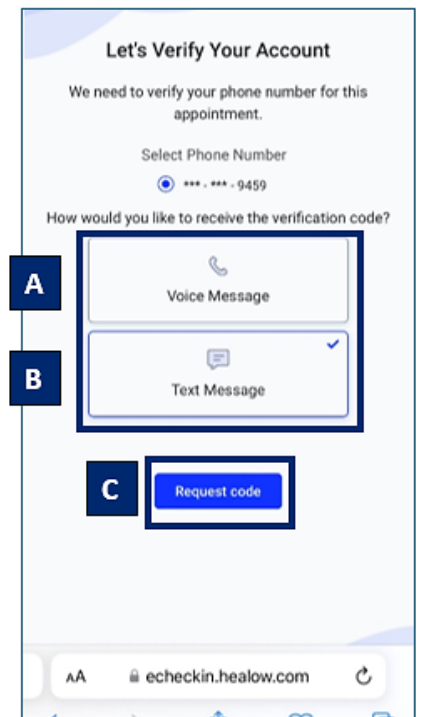 Let's Verify Your Account
We need to verify your phone number for this
appointment.
Select Phone Number
*** - *** - 9459
How would you like to receive the verification code?
A
Voice Message
B
Text Message
C
Request code
AA echeckin.healow.com